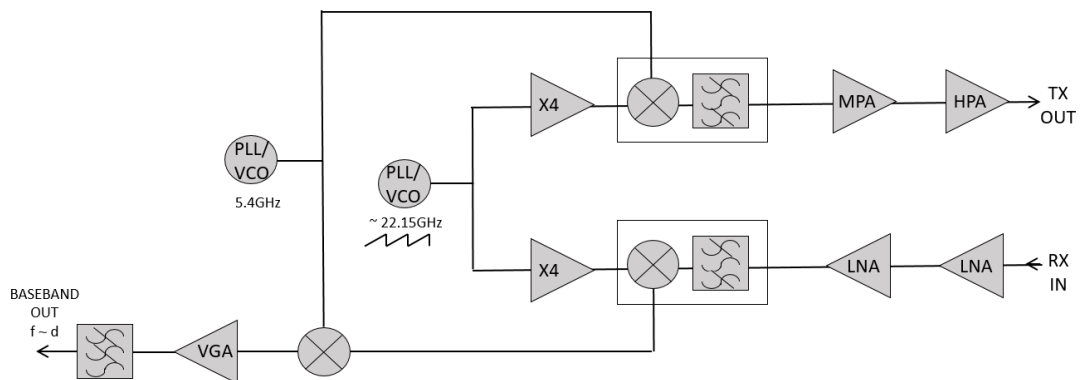 X4
MPA
HPA
TX
OUT
PLL/
VCO
5.4GHz
PLL/
VCO
~ 22.15GHz
X4
LNA
LNA
RX
IN
BASEBAND
OUT
f ~ d
VGA